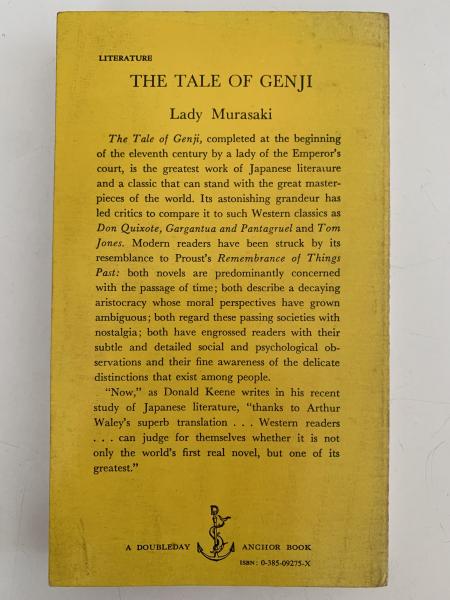 LITERATURE
THE TALE OF GENJI
Lady Murasaki
The Tale of Genji, completed at the beginning
of the eleventh century by a lady of the Emperor's
court, is the greatest work of Japanese literature
and a classic that can stand with the great master-
pieces of the world. Its astonishing grandeur has
led critics to compare it to such Western classics as
Don Quixote, Gargantua and Pantagruel and Tom
Jones. Modern readers have been struck by its
resemblance to Proust's Remembrance of Things
Past: both novels are predominantly concerned
with the passage of time; both describe a decaying
aristocracy whose moral perspectives have grown
ambiguous; both regard these passing societies with
nostalgia; both have engrossed readers with their
subtle and detailed social and psychological ob-
servations and their fine awareness of the delicate
distinctions that exist among people.
"Now," as Donald Keene writes in his recent
study of Japanese literature, "thanks to Arthur
Waley's superb translation . . . Western readers
. . . can judge for themselves whether it is not
only the world's first real novel, but one of its
greatest."
A DOUBLEDAY ANCHOR BOOK
ISBN: 0-385-09275-X